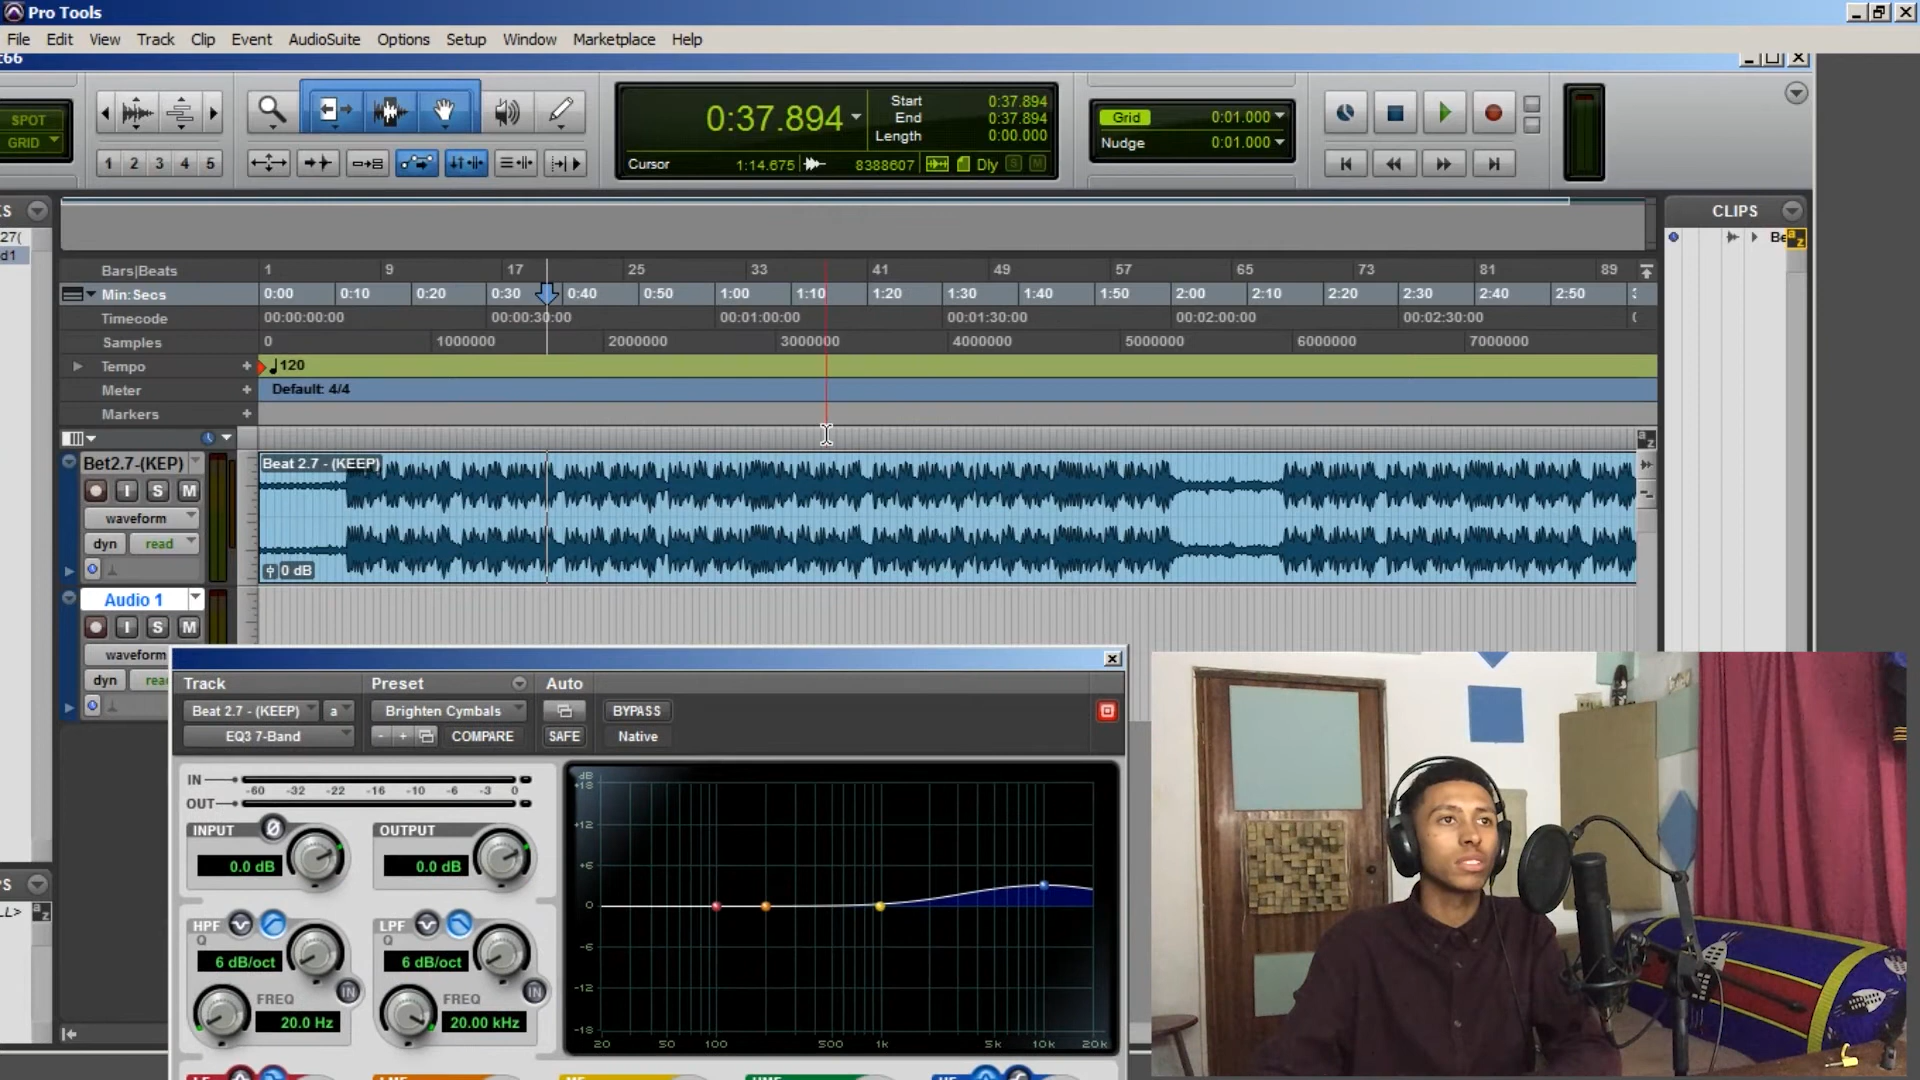 Pro Tools
File Edit View Track Clip Event AudioSuite Options Setup Window Marketplace Help
t66
SPOT
GRID
1 2 3 4 5
0:37.894
Start 0:37.894
End 0:37.894
Length 0:00.000
Cursor 1:14.675 8388607 Dly S M
Grid 0:01.000
Nudge 0:01.000
KS
CLIPS
27(
d1
Be
a z
Bars|Beats 1 9 17 25 33 41 49 57 65 73 81 89
Min:Secs 0:00 0:10 0:20 0:30 0:40 0:50 1:00 1:10 1:20 1:30 1:40 1:50 2:00 2:10 2:20 2:30 2:40 2:50
Timecode 00:00:00:00 00:00:30:00 00:01:00:00 00:01:30:00 00:02:00:00 00:02:30:00
Samples 0 1000000 2000000 3000000 4000000 5000000 6000000 7000000
Tempo + 120
Meter + Default: 4/4
Markers +
a z
Bet2.7-(KEP)
Beat 2.7 - (KEEP)
I S M
waveform
dyn read
0 dB
Audio 1
I S M
waveform
dyn rea
Track Preset Auto
Beat 2.7 - (KEEP) a Brighten Cymbals BYPASS
EQ3 7-Band - + COMPARE SAFE Native
IN
-60 -32 -22 -16 -10 -6 -3 0
OUT
INPUT Ø OUTPUT
0.0 dB 0.0 dB
HPF LPF
Q Q
6 dB/oct 6 dB/oct
IN IN
FREQ FREQ
20.0 Hz 20.00 kHz
dB
+18
+12
+6
0
-6
-12
-18
20 50 100 500 1k 5k 10k 20k
PS
LL>
a z